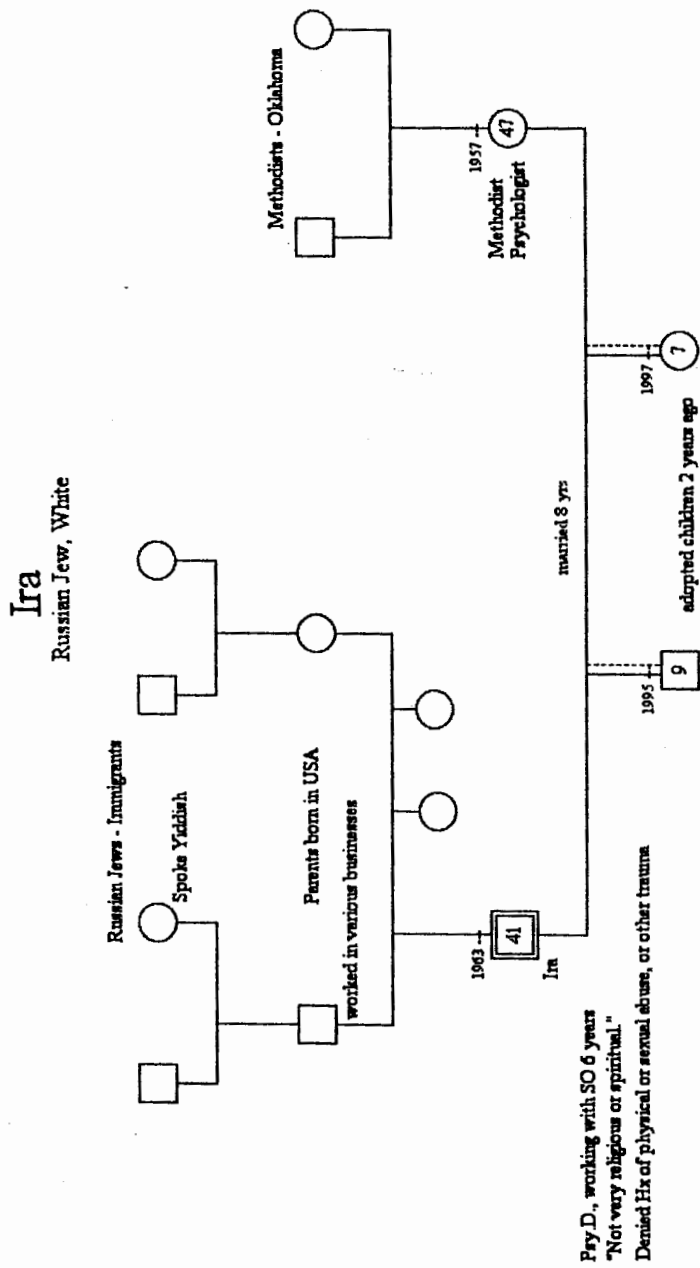 Ira
Russian Jew, White
Russian Jews - Immigrants
Spoke Yiddish
Methodists - Oklahoma
Parents born in USA
worked in various businesses
1963
41
Ira
1957
47
Methodist
Psychologist
married 8 yrs
1995
9
1997
7
adopted children 2 years ago
Psy.D., working with SO 6 years
"Not very religious or spiritual."
Denied Hx of physical or sexual abuse, or other trauma